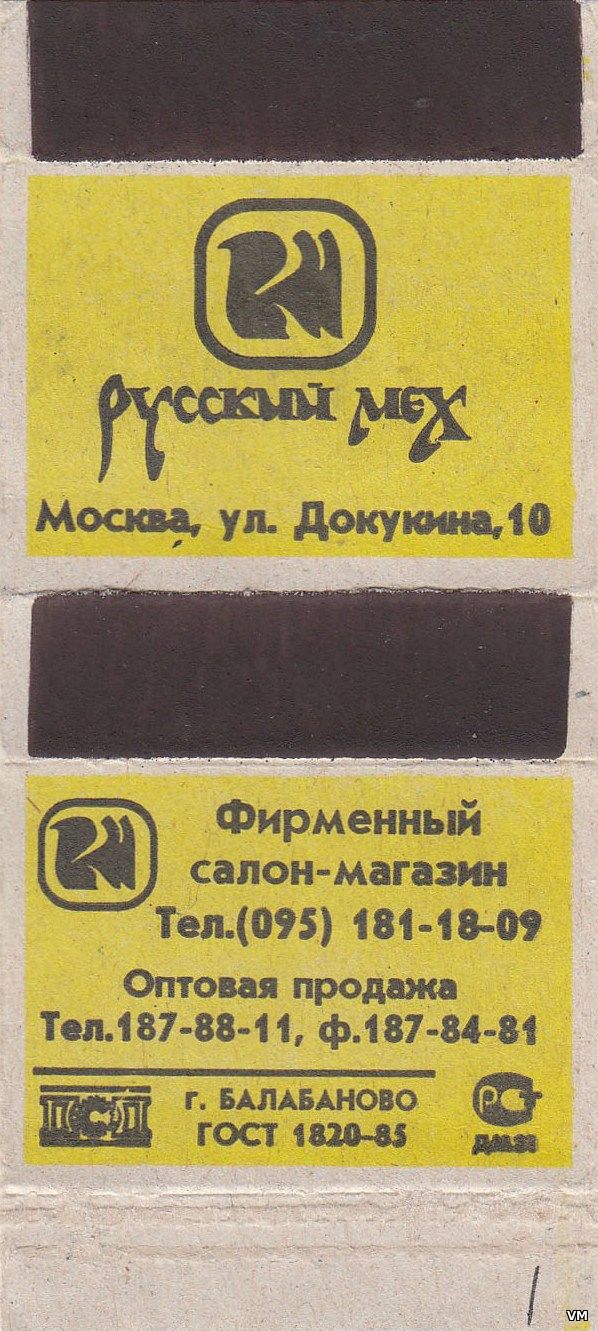 Русский мех
Москва, ул. Докукина, 10
Фирменный
салон-магазин
Тел.(095) 181-18-09
Оптовая продажа
Тел.187-88-11, ф.187-84-81
г. БАЛАБАНОВО
ГОСТ 1820-85
РСТ
VM